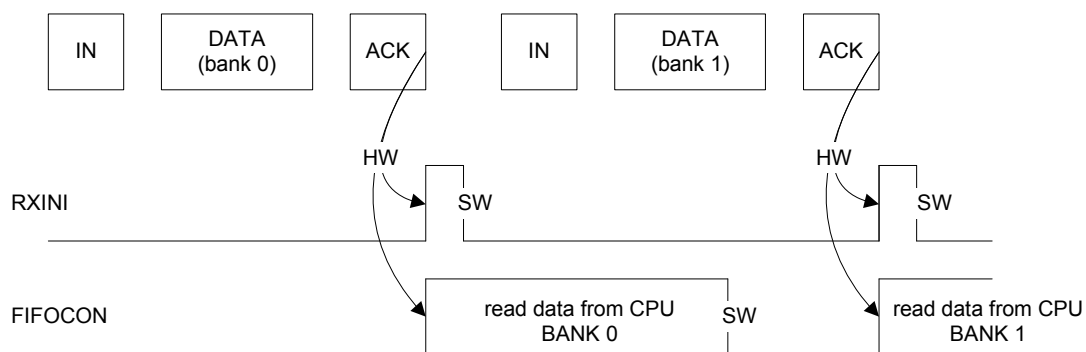 IN
DATA
(bank 0)
ACK
IN
DATA
(bank 1)
ACK
HW
HW
RXINI
SW
SW
FIFOCON
read data from CPU
BANK 0
SW
read data from CPU
BANK 1